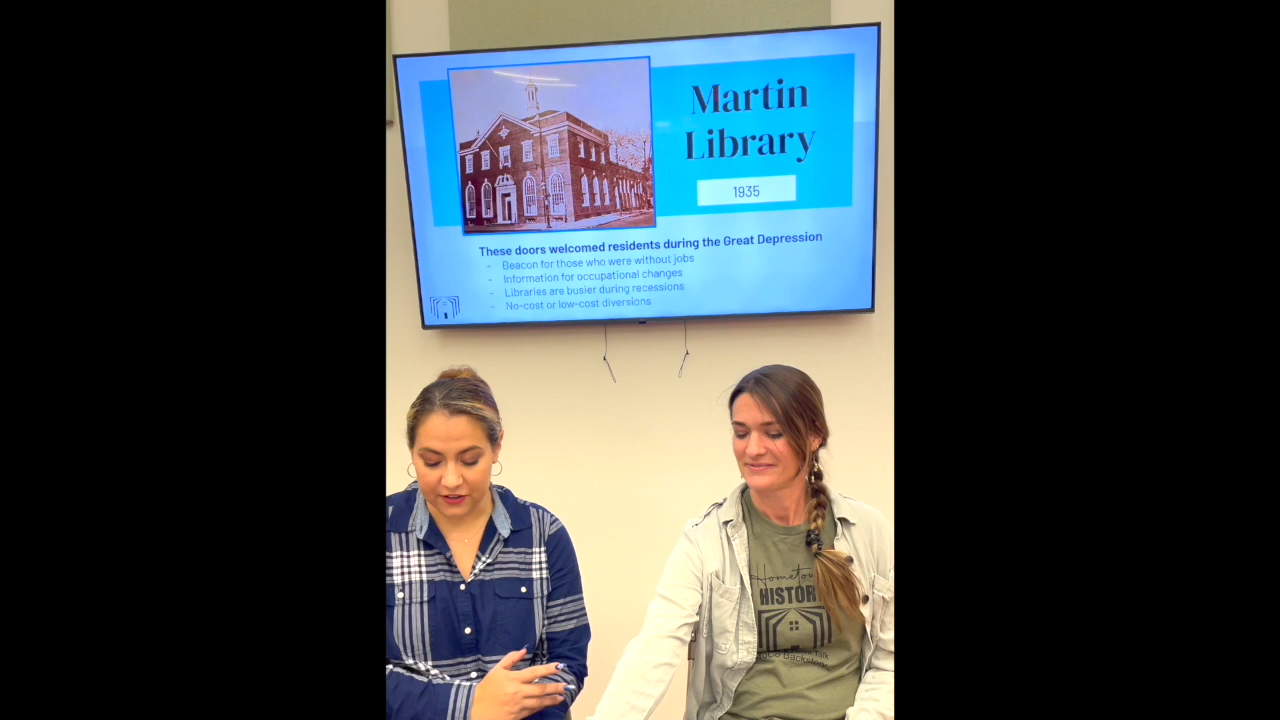 Martin
Library
1935
These doors welcomed residents during the Great Depression
- Beacon for those who were without jobs
- Information for occupational changes
- Libraries are busier during recessions
- No-cost or low-cost diversions
HISTOR
Talk